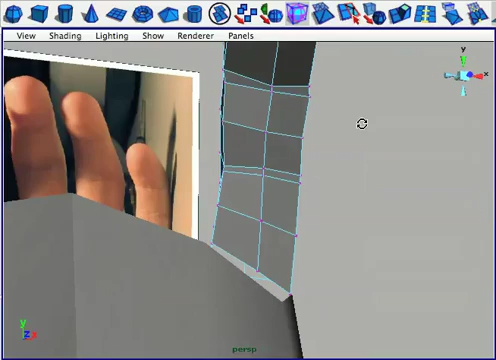 View Shading Lighting Show Renderer Panels
y
x
y
z x
persp